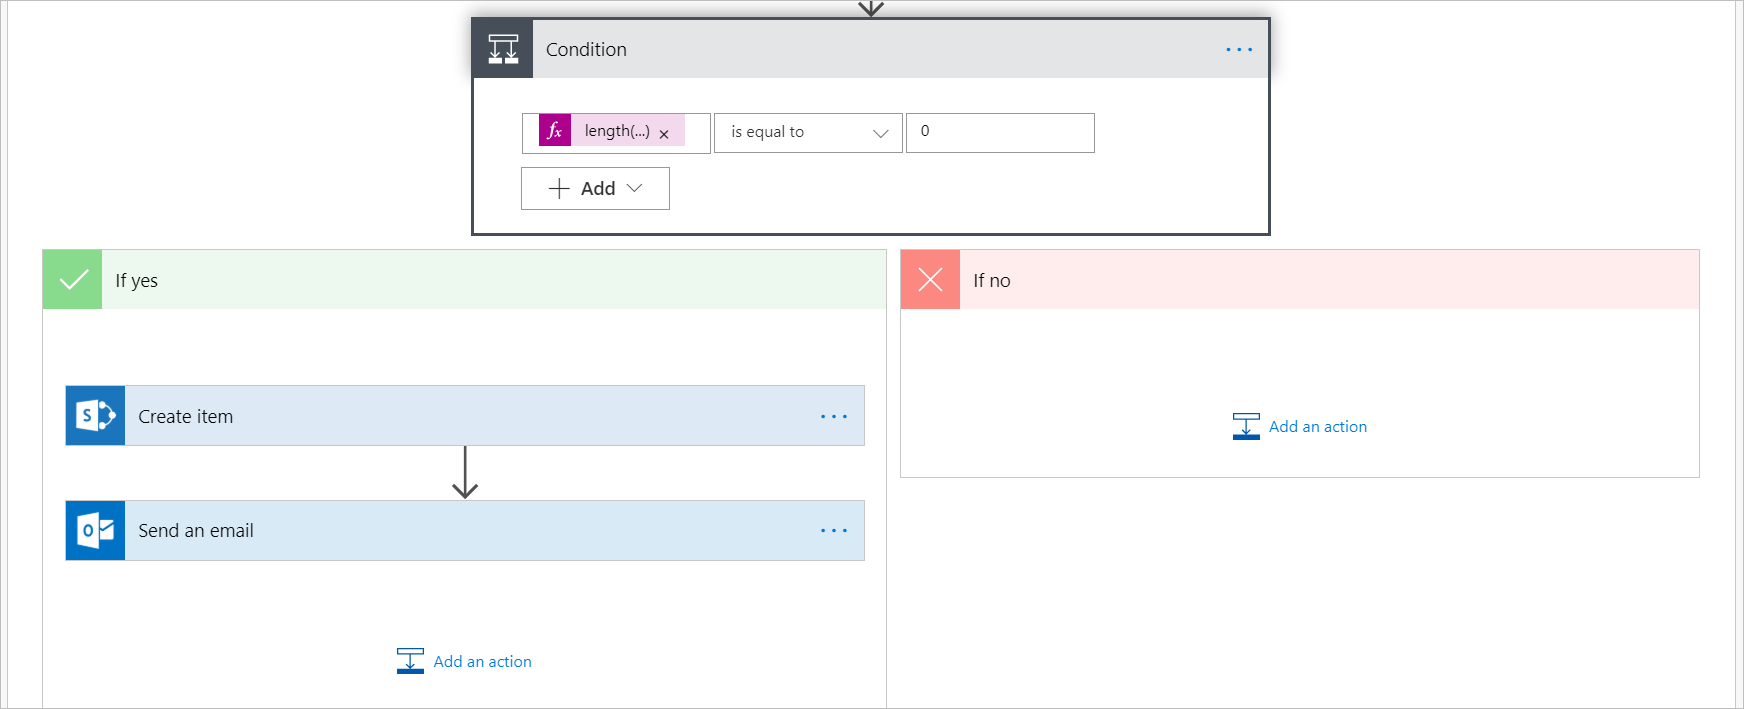 Condition
fx length(...) × is equal to 0
Add
If yes
If no
S Create item
Add an action
O Send an email
Add an action